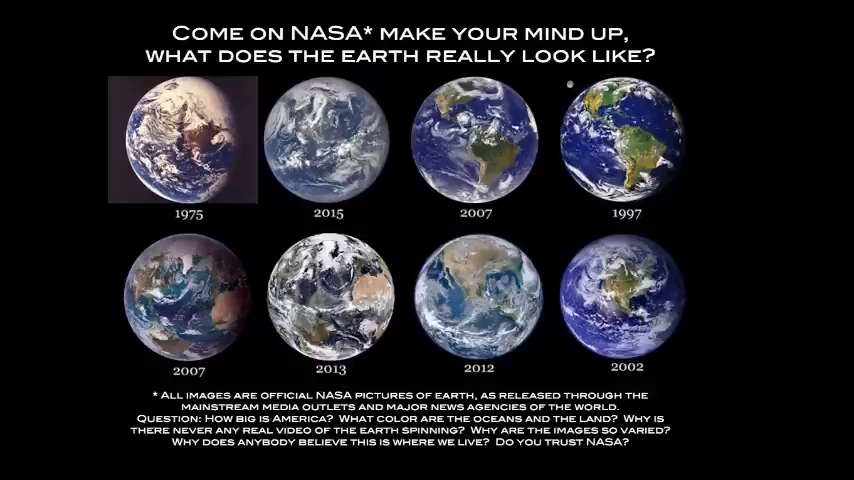 Come on NASA* make your mind up,
what does the earth really look like?
1975 2015 2007 1997
2007 2013 2012 2002
* All images are official NASA pictures of earth, as released through the
mainstream media outlets and major news agencies of the world.
Question: How big is America? What color are the oceans and the land? Why is
there never any real video of the earth spinning? Why are the images so varied?
Why does anybody believe this is where we live? Do you trust NASA?